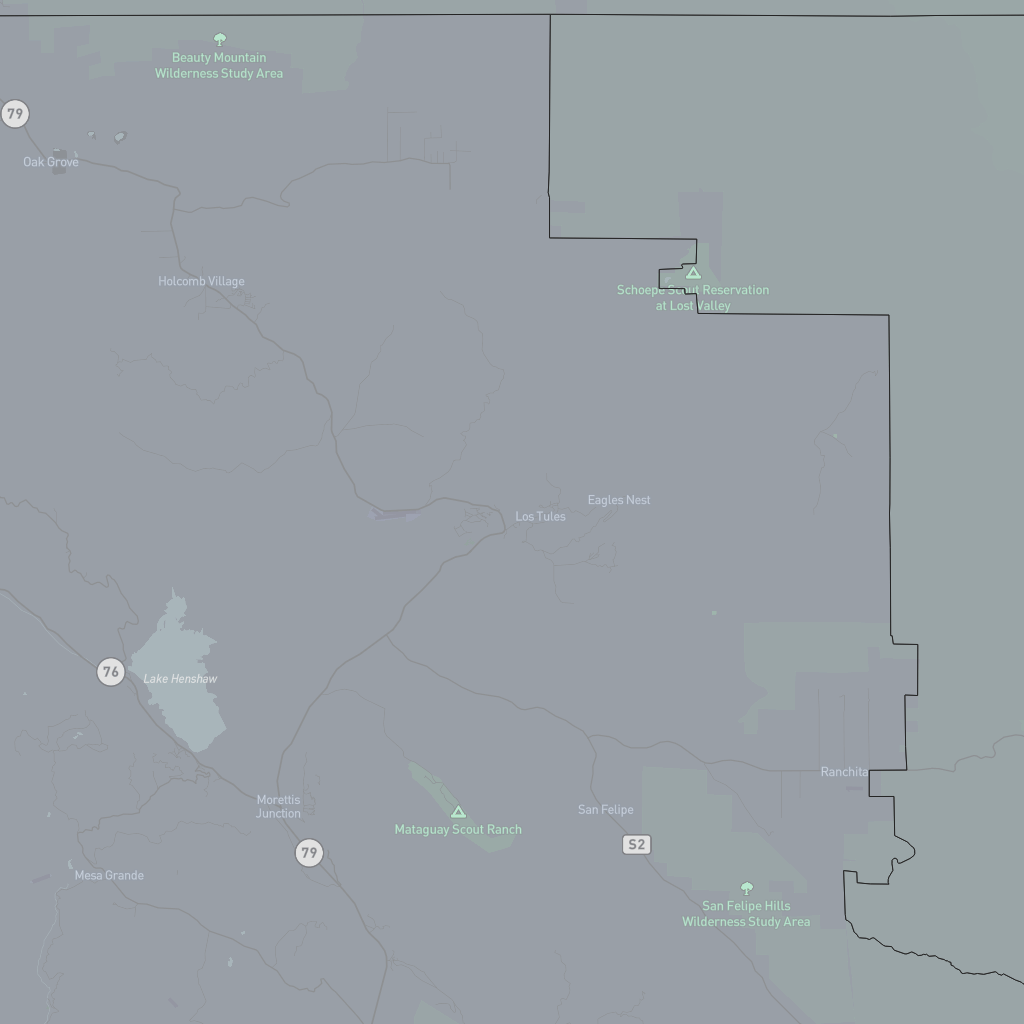 Beauty Mountain
Wilderness Study Area
79
Oak Grove
Holcomb Village
Schoepe Scout Reservation
at Lost Valley
Eagles Nest
Los Tules
76
Lake Henshaw
Ranchita
Morettis
Junction
San Felipe
Mataguay Scout Ranch
S2
79
Mesa Grande
San Felipe Hills
Wilderness Study Area